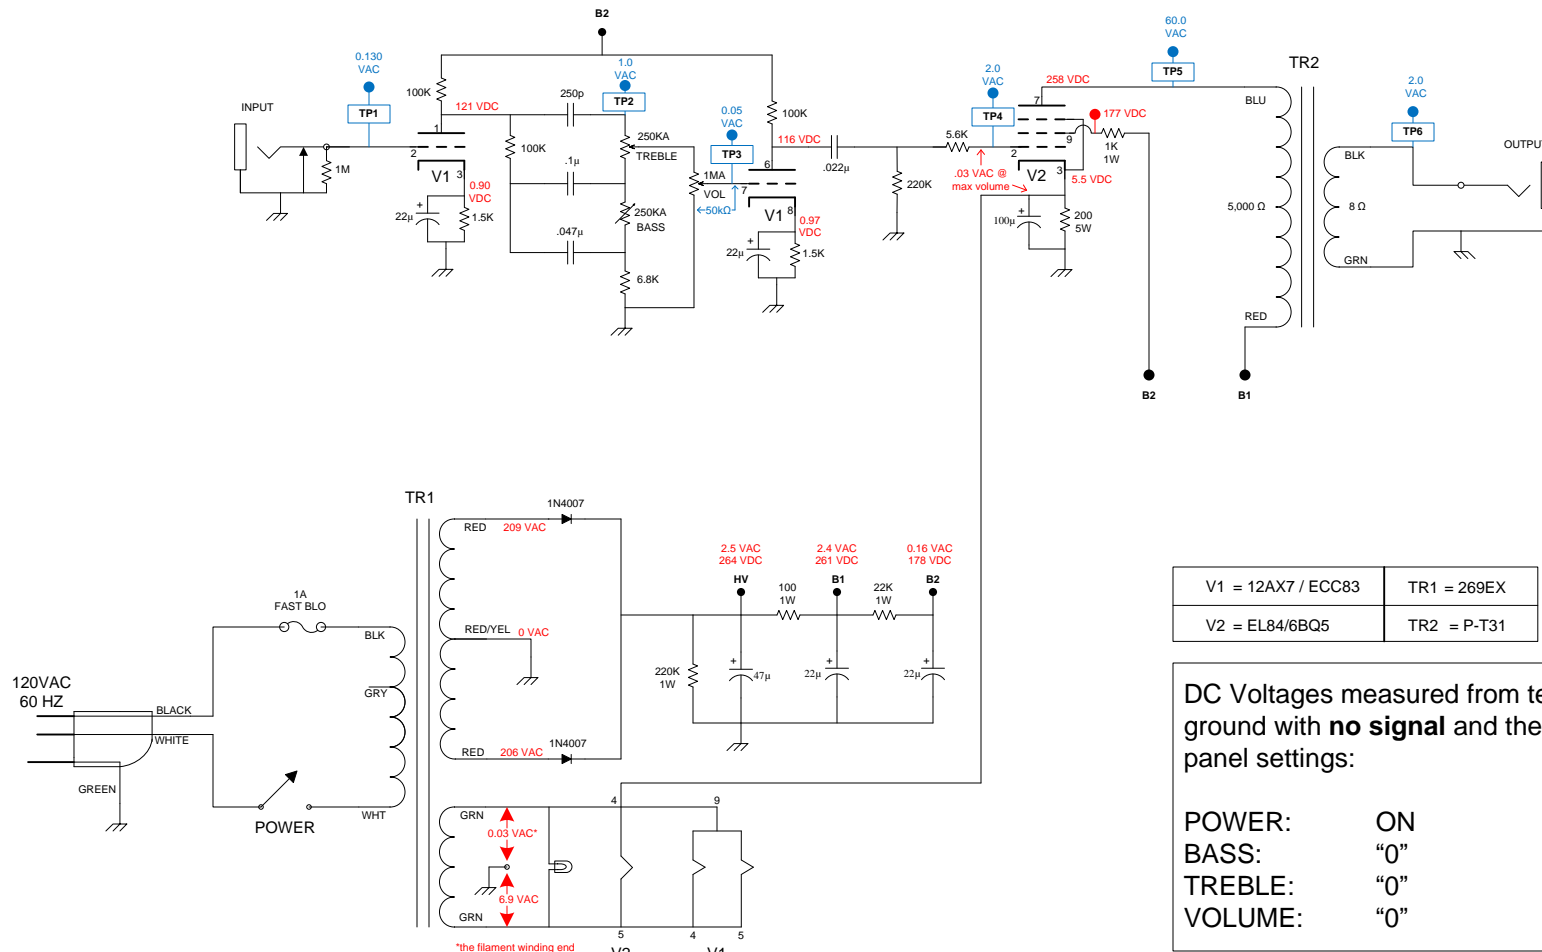 B2
0.130
VAC
TP1
INPUT
1M
100K
121 VDC
1
2
3
V1
0.90
VDC
+
22µ
1.5K
250p
100K
.1µ
.047µ
1.0
VAC
TP2
250KA
TREBLE
250KA
BASS
6.8K
0.05
VAC
TP3
1MA
VOL
←50kΩ
100K
116 VDC
6
7
8
V1
0.97
VDC
+
22µ
1.5K
.022µ
220K
5.6K
2.0
VAC
TP4
.03 VAC @
max volume
258 VDC
7
2
9
3
V2
177 VDC
1K
1W
5.5 VDC
+
100µ
200
5W
60.0
VAC
TP5
TR2
BLU
5,000 Ω
RED
B2
B1
8 Ω
BLK
GRN
2.0
VAC
TP6
OUTPUT
TR1
120VAC
60 HZ
BLACK
WHITE
GREEN
1A
FAST BLO
POWER
BLK
GRY
WHT
RED
209 VAC
1N4007
RED/YEL
0 VAC
RED
206 VAC
1N4007
220K
1W
2.5 VAC
264 VDC
HV
+
47µ
100
1W
2.4 VAC
261 VDC
B1
+
22µ
22K
1W
0.16 VAC
178 VDC
B2
+
22µ
GRN
0.03 VAC*
6.9 VAC
GRN
4
9
5
4
5
*the filament winding end
V1
V1 = 12AX7 / ECC83
TR1 = 269EX
V2 = EL84/6BQ5
TR2 = P-T31
DC Voltages measured from te
ground with no signal and the
panel settings:
POWER: ON
BASS: “0”
TREBLE: “0”
VOLUME: “0”